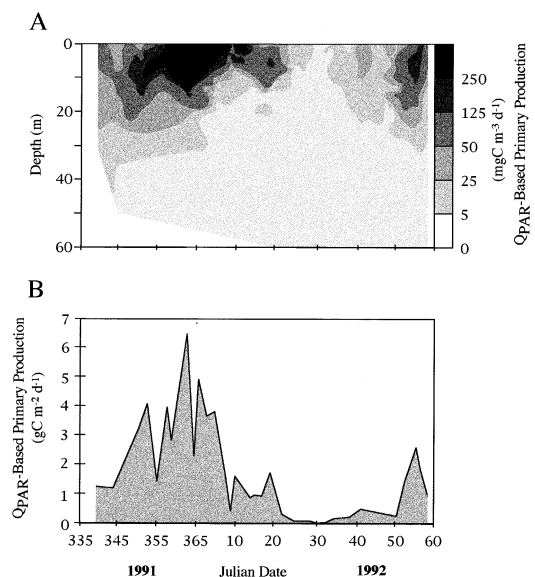 A
0
20
40
60
Depth (m)
250
125
50
25
5
0
QPAR-Based Primary Production
(mgC m-3 d-1)
B
7
6
5
4
3
2
1
0
QPAR-Based Primary Production
(gC m-2 d-1)
335 345 355 365 10 20 30 40 50 60
1991 Julian Date 1992